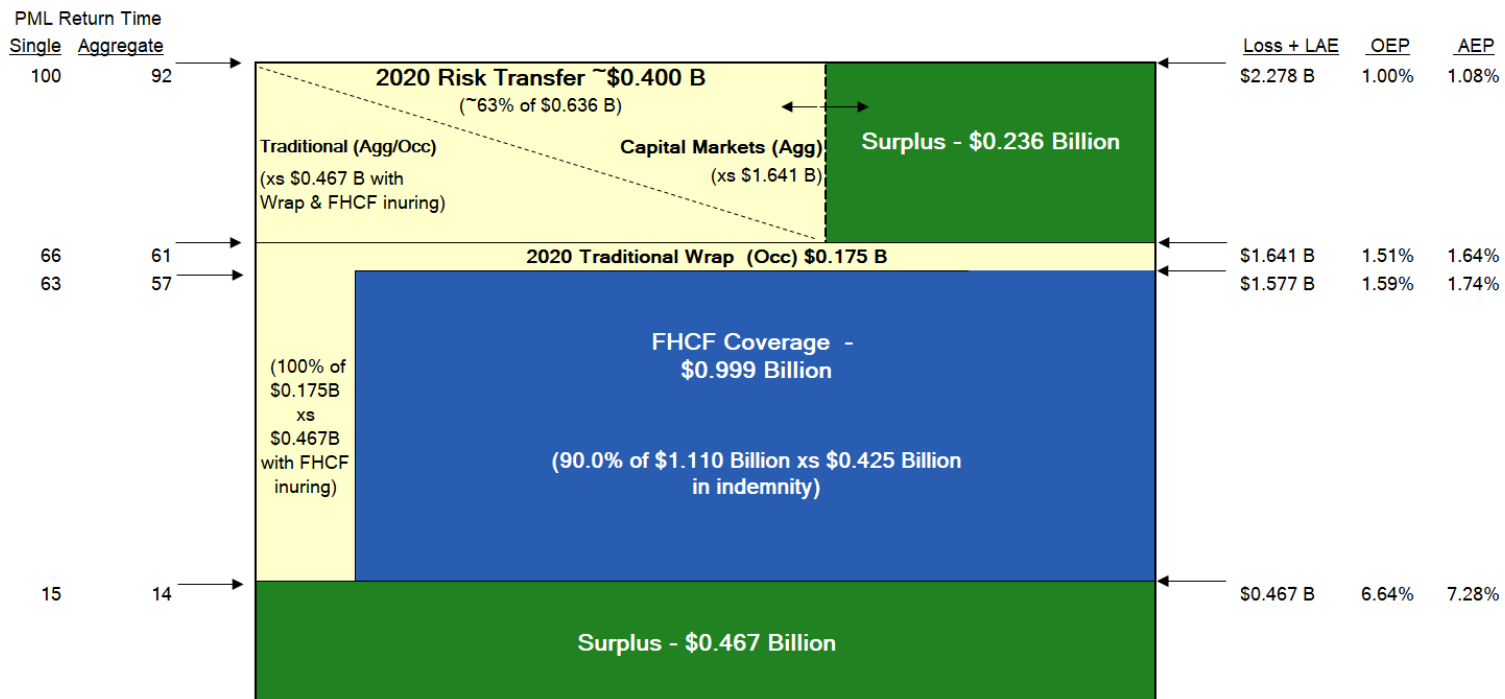 PML Return Time
Single Aggregate
Loss + LAE OEP AEP
100 92
2020 Risk Transfer ~$0.400 B
(~63% of $0.636 B)
$2.278 B 1.00% 1.08%
Traditional (Agg/Occ)
(xs $0.467 B with
Wrap & FHCF inuring)
Capital Markets (Agg)
(xs $1.641 B)
Surplus - $0.236 Billion
66 61
2020 Traditional Wrap (Occ) $0.175 B
$1.641 B 1.51% 1.64%
63 57
$1.577 B 1.59% 1.74%
(100% of
$0.175B
xs
$0.467B
with FHCF
inuring)
FHCF Coverage -
$0.999 Billion
(90.0% of $1.110 Billion xs $0.425 Billion
in indemnity)
15 14
$0.467 B 6.64% 7.28%
Surplus - $0.467 Billion